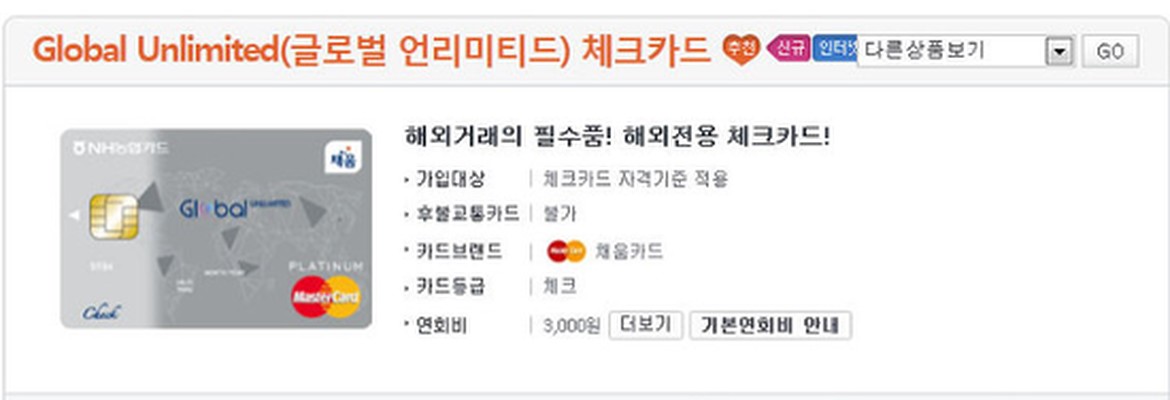 Global Unlimited(글로벌 언리미티드) 체크카드 추천 신규 다른상품보기 GO
NH농협카드
채움
Global UNLIMITED
PLATINUM
MasterCard
Check
해외거래의 필수품! 해외전용 체크카드!
가입대상 | 체크카드 자격기준 적용
후불교통카드 | 불가
카드브랜드 | MasterCard 채움카드
카드등급 | 체크
연회비 | 3,000원 더보기 기본연회비 안내